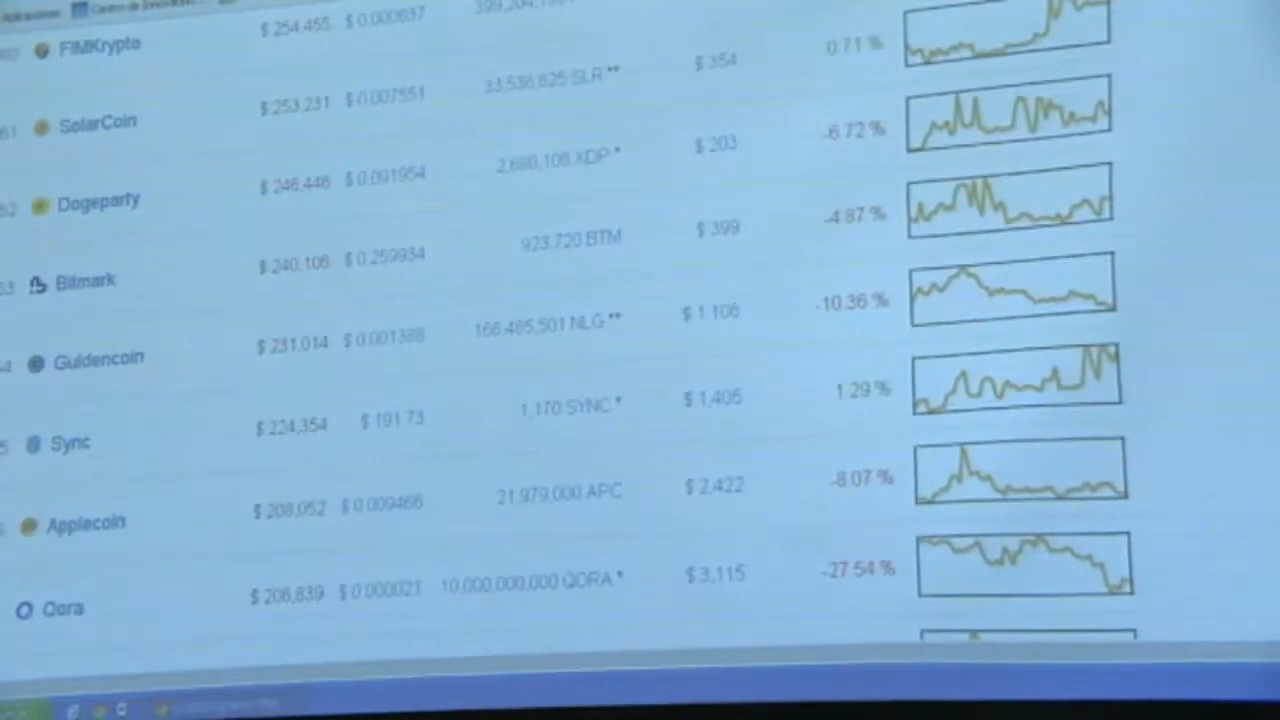 FIMKrypto $ 254,455 $ 0.000637
SolarCoin $ 253,231 $ 0.007551 33,536,625 SLR ** $ 354 0.71 %
Dogeparty $ 246,446 $ 0.091954 2,680,106 XDP * $ 203 -6.72 %
Bitmark $ 240,106 $ 0.259934 923,720 BTM $ 399 -4.87 %
Guldencoin $ 231,014 $ 0.001388 166,485,501 NLG ** $ 1,106 -10.36 %
Sync $ 224,354 $ 191.73 1,170 SYNC * $ 1,405 1.29 %
Applecoin $ 208,052 $ 0.009466 21,979,000 APC $ 2,422 -8.07 %
Qora $ 206,839 $ 0.000021 10,000,000,000 QORA * $ 3,115 -27.54 %